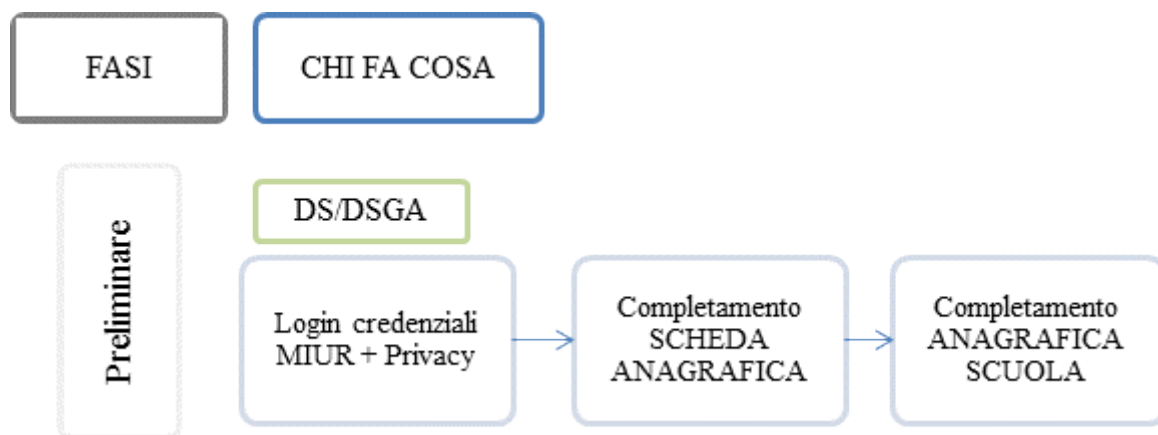 FASI
CHI FA COSA
Preliminare
DS/DSGA
Login credenziali
MIUR + Privacy
Completamento
SCHEDA
ANAGRAFICA
Completamento
ANAGRAFICA
SCUOLA